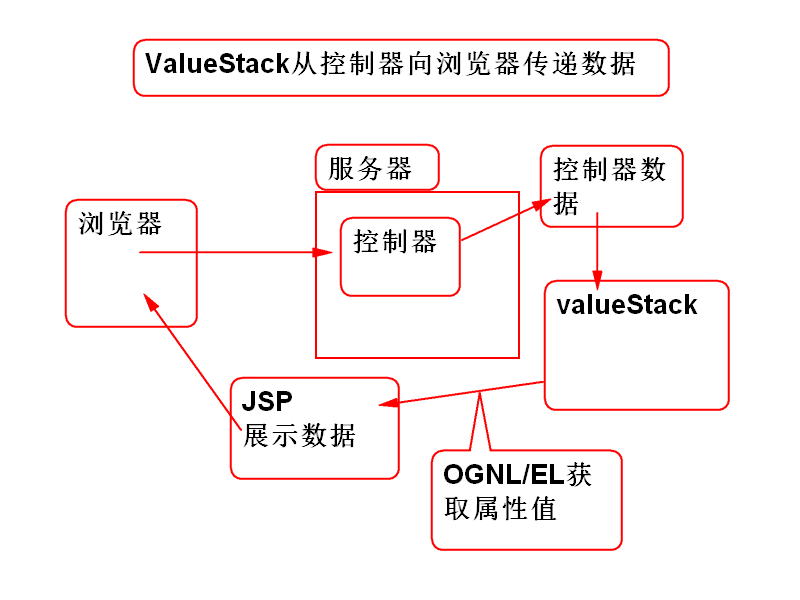 ValueStack从控制器向浏览器传递数据
服务器
控制器数
据
浏览器
控制器
valueStack
JSP
展示数据
OGNL/EL获
取属性值